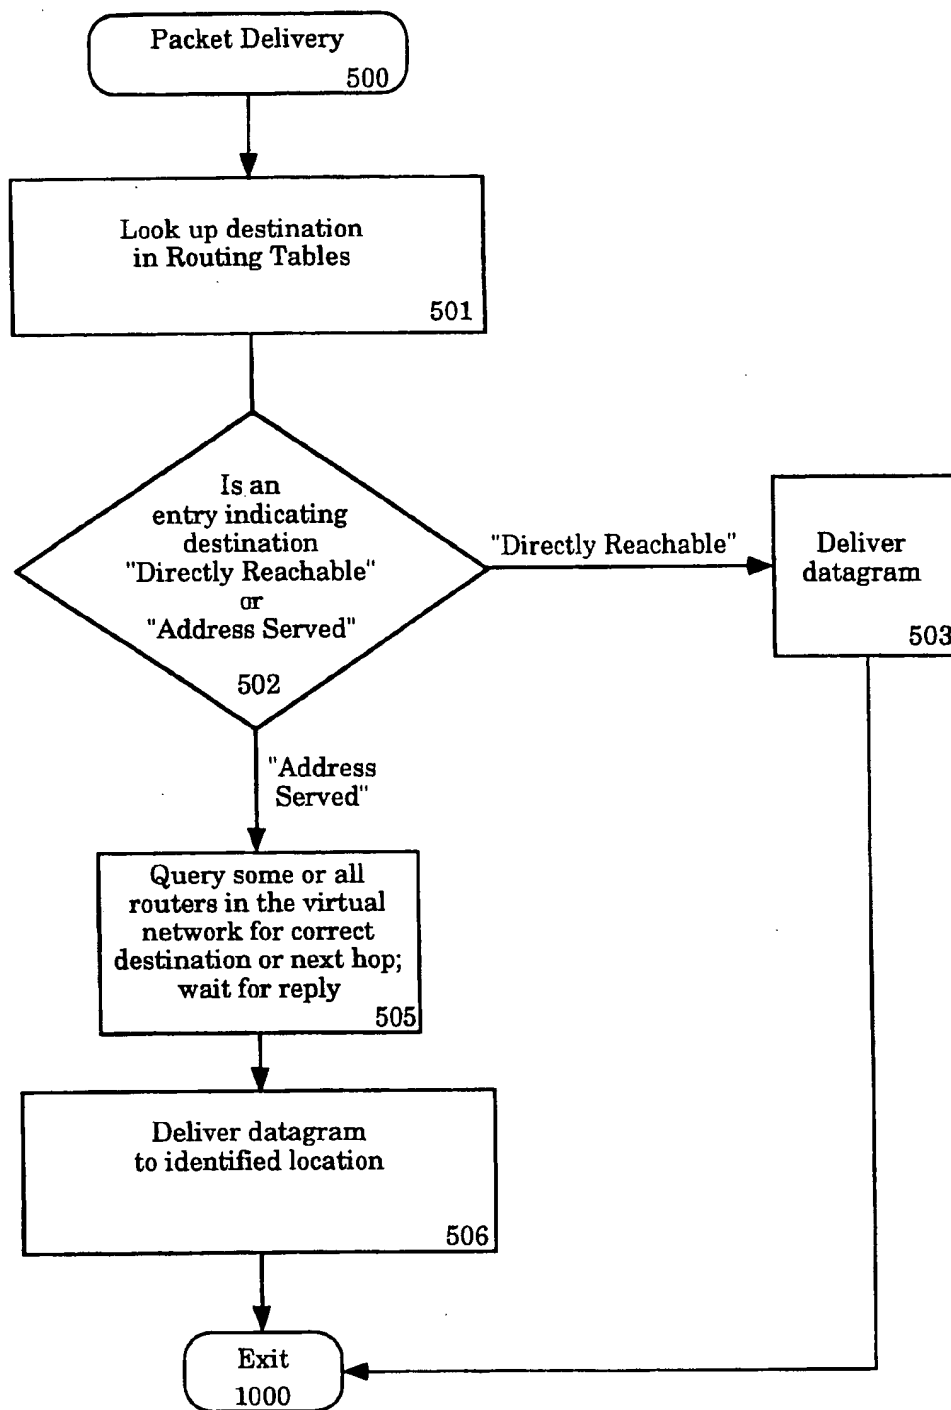 Packet Delivery
500
Look up destination
in Routing Tables
501
Is an
entry indicating
destination
"Directly Reachable"
or
"Address Served"
502
"Directly Reachable"
Deliver
datagram
503
"Address
Served"
Query some or all
routers in the virtual
network for correct
destination or next hop;
wait for reply
505
Deliver datagram
to identified location
506
Exit
1000